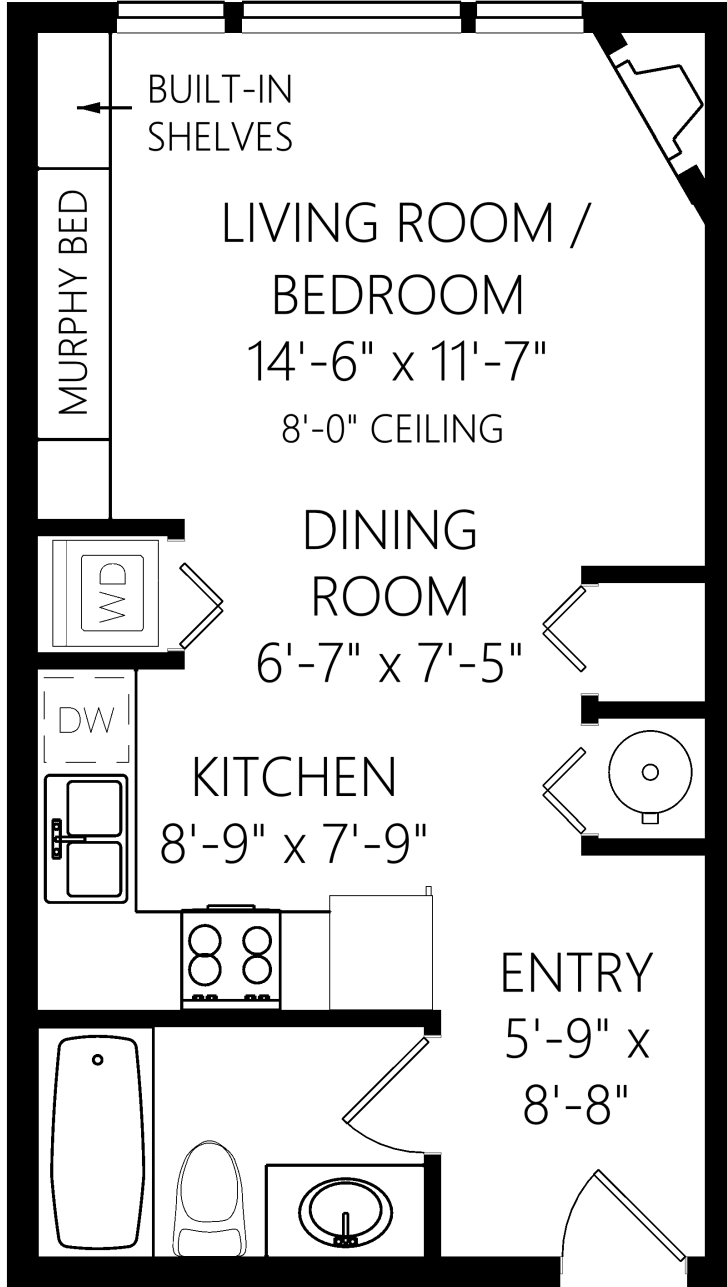 BUILT-IN
SHELVES
MURPHY BED
LIVING ROOM /
BEDROOM
14'-6" x 11'-7"
8'-0" CEILING
DINING
ROOM
6'-7" x 7'-5"
WD
DW
KITCHEN
8'-9" x 7'-9"
ENTRY
5'-9" x
8'-8"